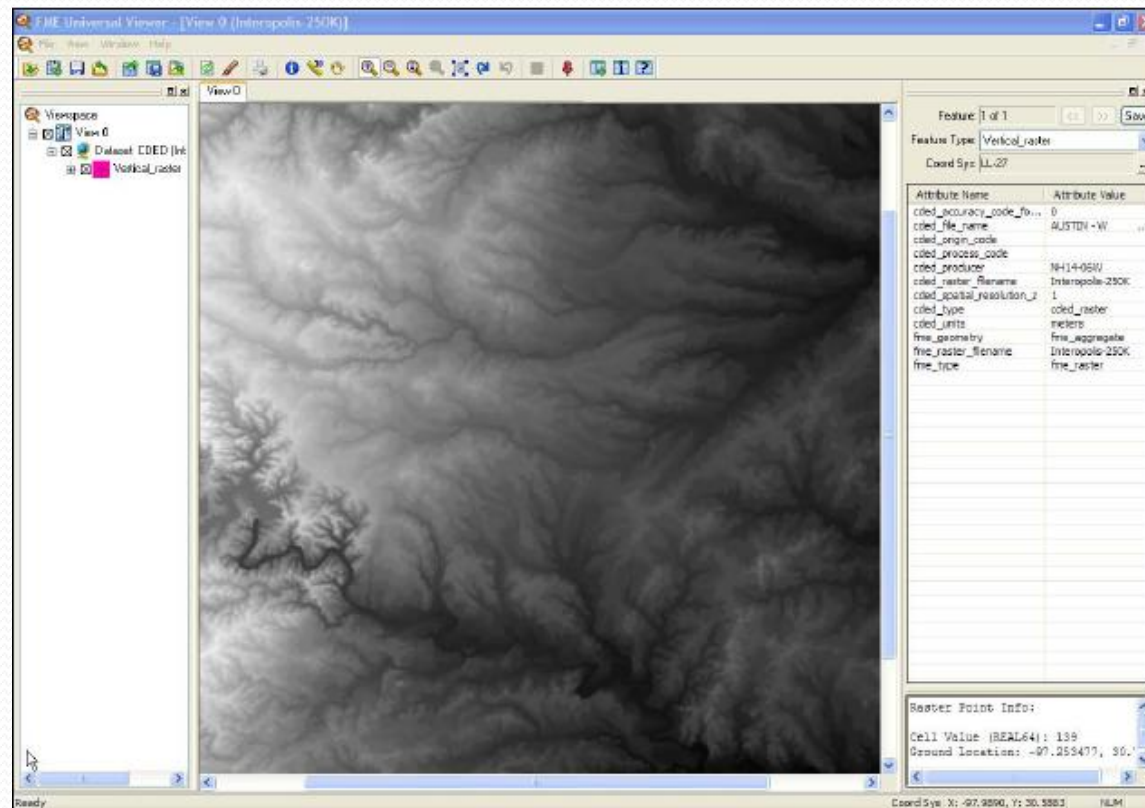 FME Universal Viewer - [View 0 (Interopolis-250K)]
File View Window Help
View 0
Viewspace
View 0
Dataset CDED (Int
Vertical_raster
Feature: 1 of 1
<< >> Save
Feature Type: Vertical_raster
Coord Sys: LL-27
...
Attribute Name Attribute Value
cded_accuracy_code_fo... 0
cded_file_name AUSTIN - W ...
cded_origin_code
cded_process_code
cded_producer NH14-06W
cded_raster_filename Interopolis-250K
cded_spatial_resolution_z 1
cded_type cded_raster
cded_units meters
fme_geometry fme_aggregate
fme_raster_filename Interopolis-250K
fme_type fme_raster
Raster Point Info:
Cell Value (REAL64): 139
Ground Location: -97.253477, 30.
Ready
Coord Sys X: -97.9890, Y: 30.5863 NUM